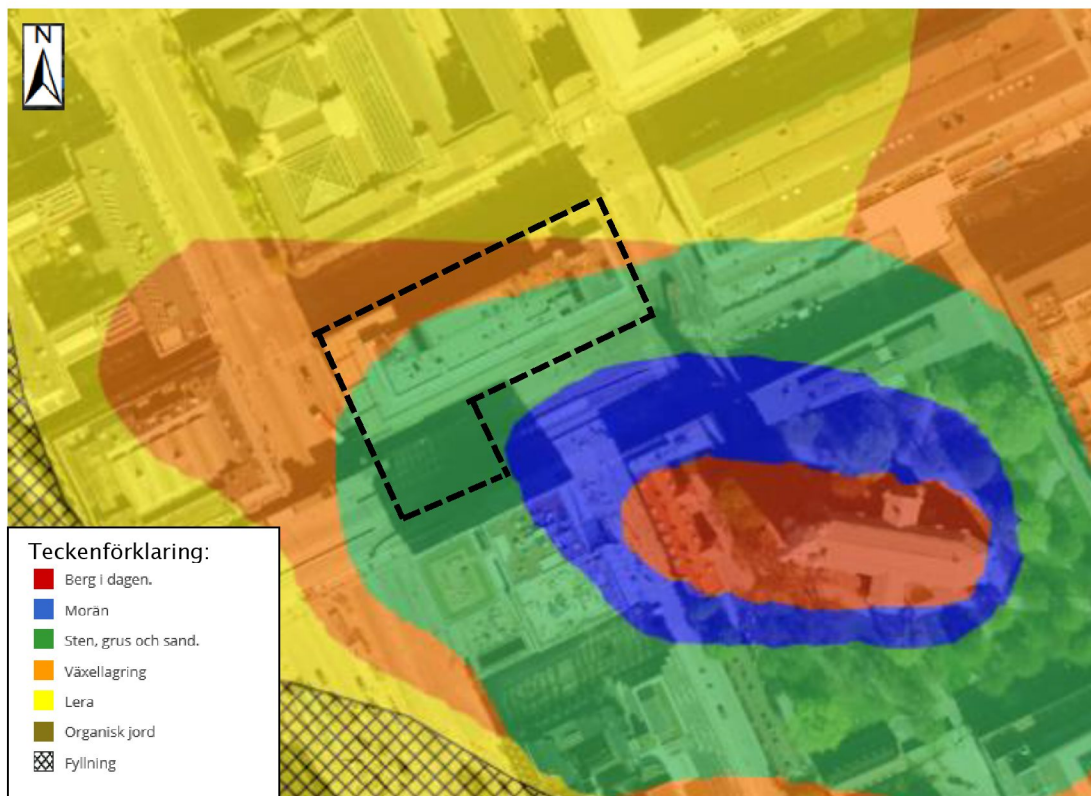 N
Teckenförklaring:
Berg i dagen.
Morän
Sten, grus och sand.
Växellagring
Lera
Organisk jord
Fyllning